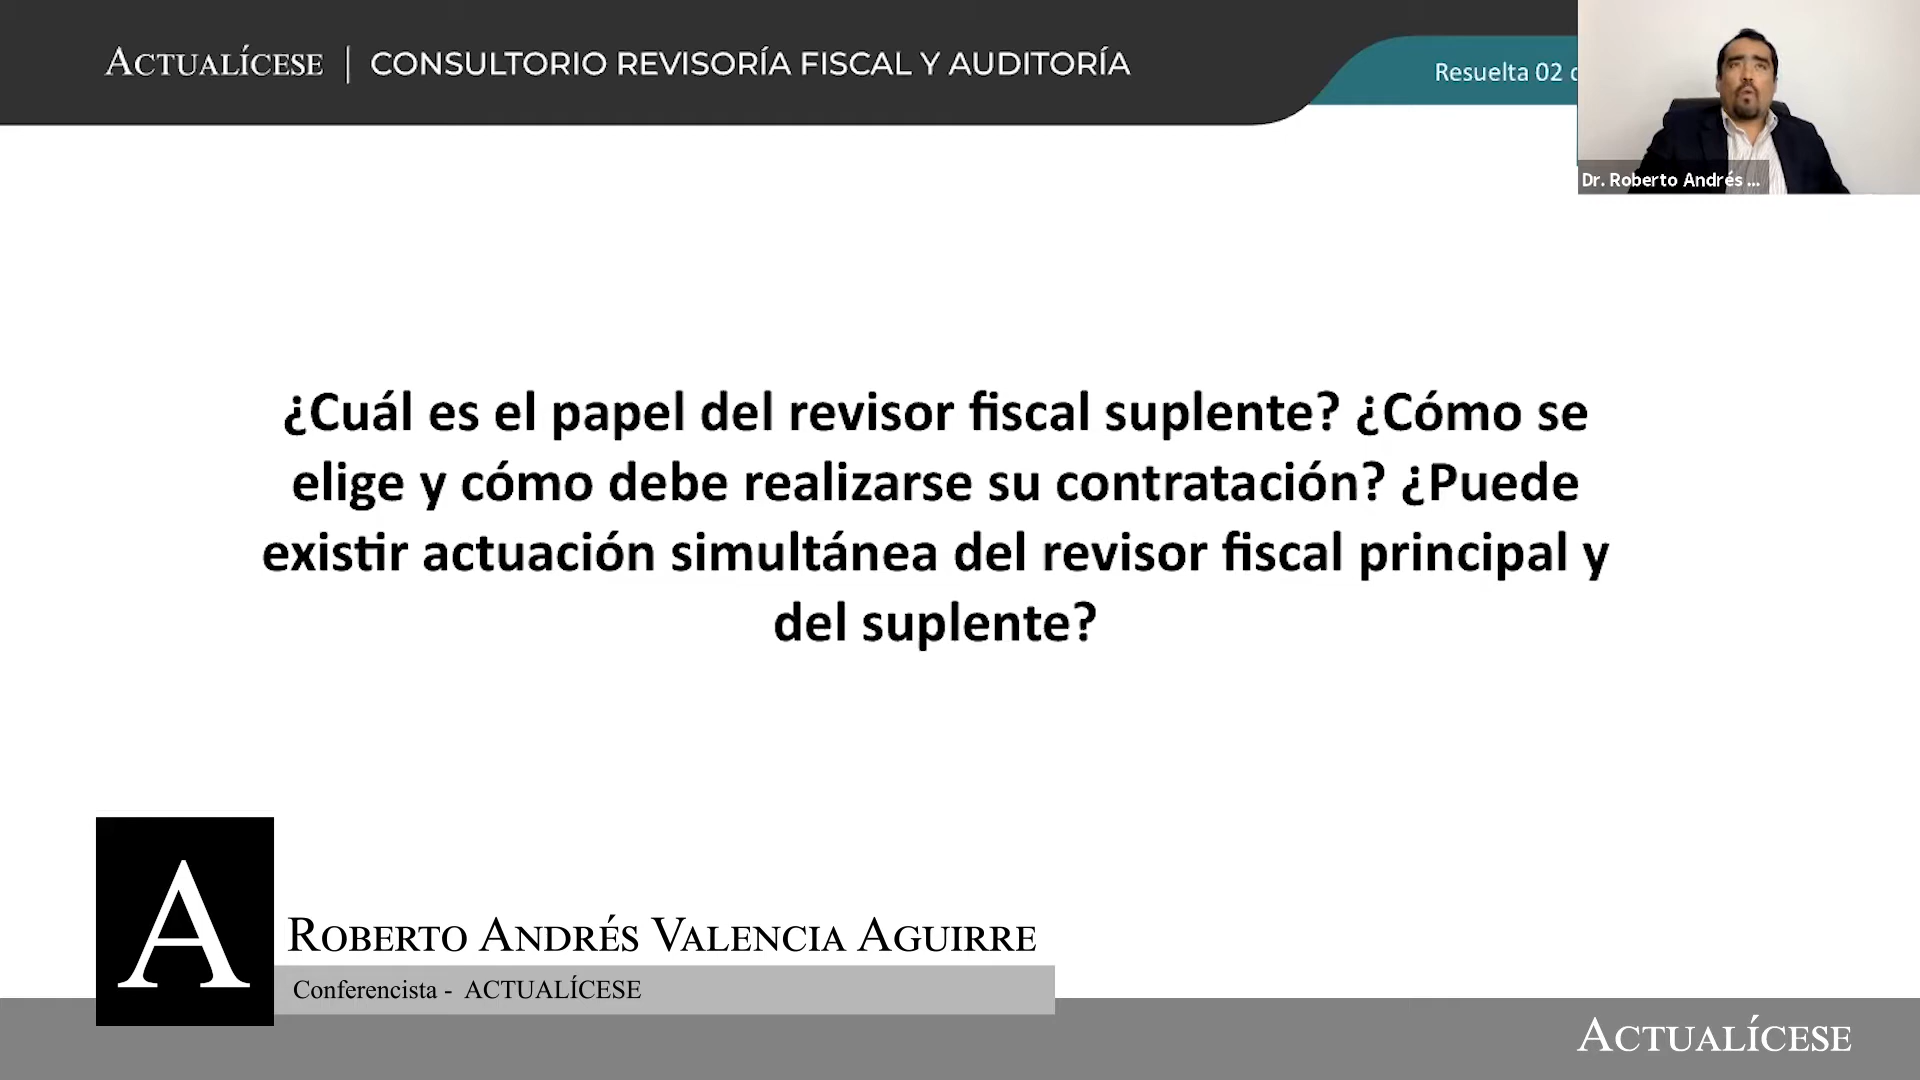 ACTUALÍCESE | CONSULTORIO REVISORÍA FISCAL Y AUDITORÍA
Resuelta 02
Dr. Roberto Andrés ...
¿Cuál es el papel del revisor fiscal suplente? ¿Cómo se
elige y cómo debe realizarse su contratación? ¿Puede
existir actuación simultánea del revisor fiscal principal y
del suplente?
A
ROBERTO ANDRÉS VALENCIA AGUIRRE
Conferencista - ACTUALÍCESE
ACTUALÍCESE